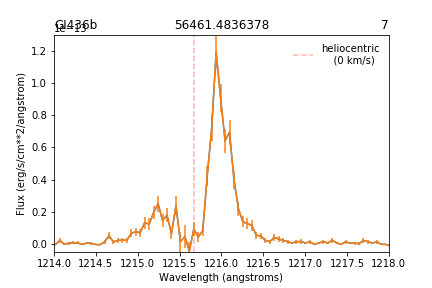 GJ436b 56461.4836378 7
1e−13
heliocentric
(0 km/s)
Flux (erg/s/cm**2/angstrom)
1.2
1.0
0.8
0.6
0.4
0.2
0.0
1214.0 1214.5 1215.0 1215.5 1216.0 1216.5 1217.0 1217.5 1218.0
Wavelength (angstroms)